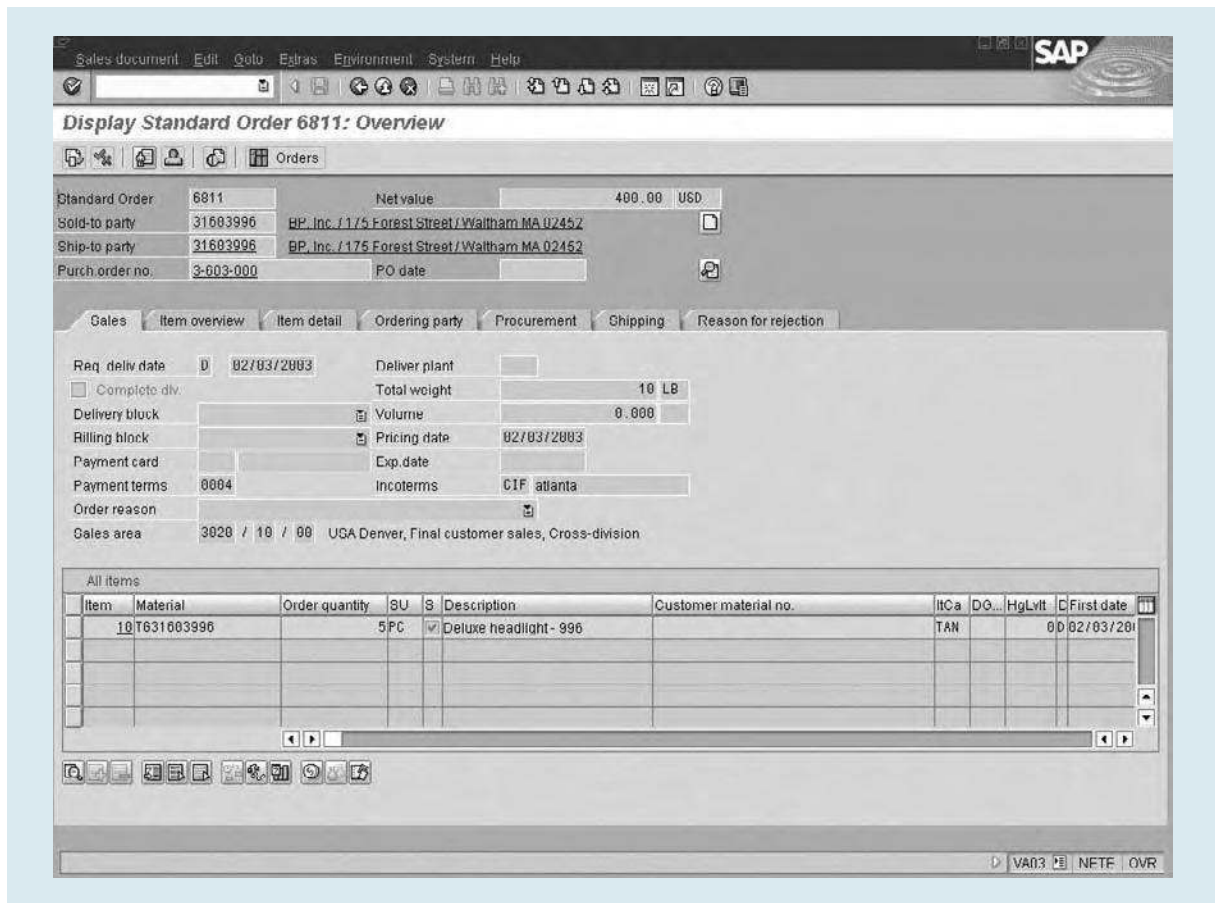 Sales document Edit Goto Extras Environment System Help
SAP
Display Standard Order 6811: Overview
Orders
Standard Order 6811 Net value 400.00 USD
Sold-to party 31603996 BP, Inc. / 175 Forest Street / Waltham MA 02452
Ship-to party 31603996 BP, Inc. / 175 Forest Street / Waltham MA 02452
Purch.order no. 3-603-000 PO date
Sales Item overview Item detail Ordering party Procurement Shipping Reason for rejection
Req. deliv.date D 02/03/2003 Deliver.plant
Complete dlv. Total weight 10 LB
Delivery block Volume 0.000
Billing block Pricing date 02/03/2003
Payment card Exp.date
Payment terms 0004 Incoterms CIF atlanta
Order reason
Sales area 3020 / 10 / 00 USA Denver, Final customer sales, Cross-division
All items
Item Material Order quantity SU S Description Customer material no. ItCa DG... HgLvIt D First date
10 T631603996 5 PC Deluxe headlight - 996 TAN 0 D 02/03/20
VA03 NETE OVR